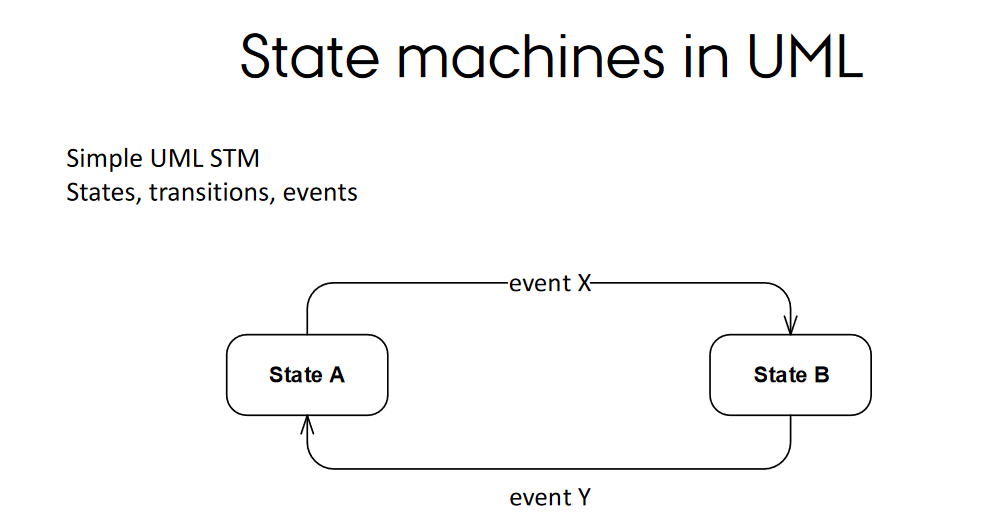 State machines in UML
Simple UML STM
States, transitions, events
event X
State A
State B
event Y